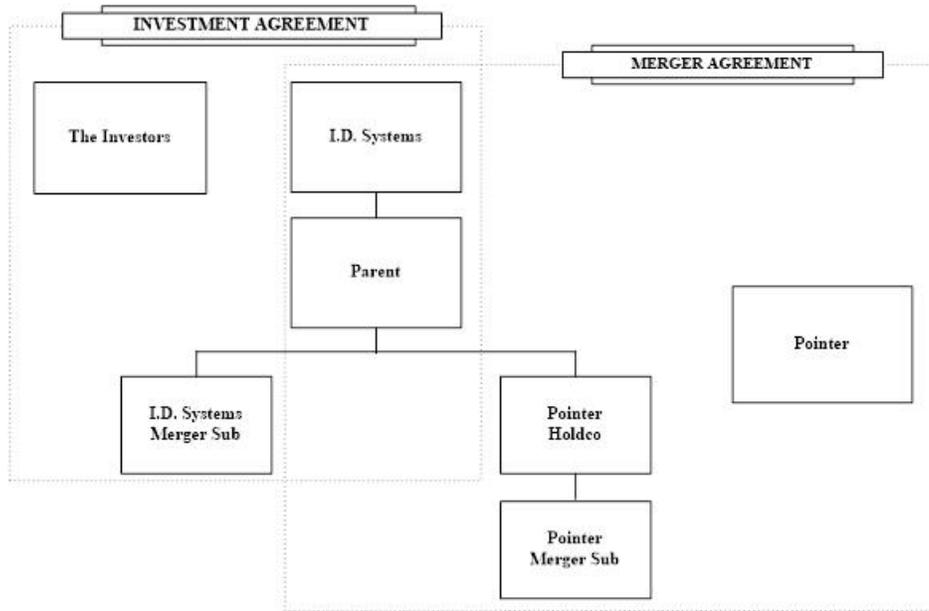 INVESTMENT AGREEMENT
MERGER AGREEMENT
The Investors
I.D. Systems
Parent
Pointer
I.D. Systems
Merger Sub
Pointer
Holdco
Pointer
Merger Sub